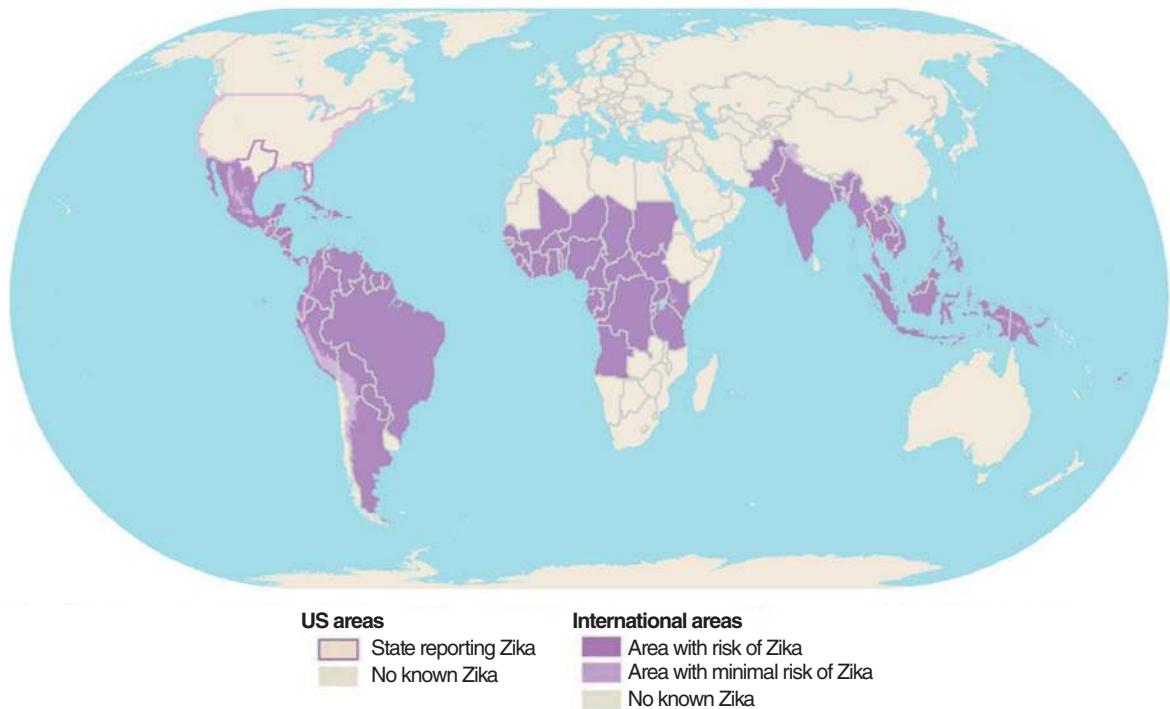 US areas
State reporting Zika
No known Zika
International areas
Area with risk of Zika
Area with minimal risk of Zika
No known Zika